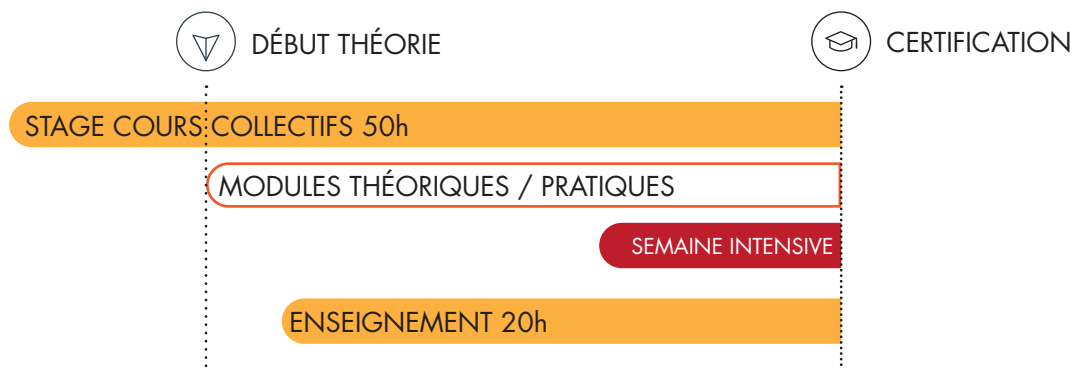 DÉBUT THÉORIE
CERTIFICATION
STAGE COURS COLLECTIFS 50h
MODULES THÉORIQUES / PRATIQUES
SEMAINE INTENSIVE
ENSEIGNEMENT 20h